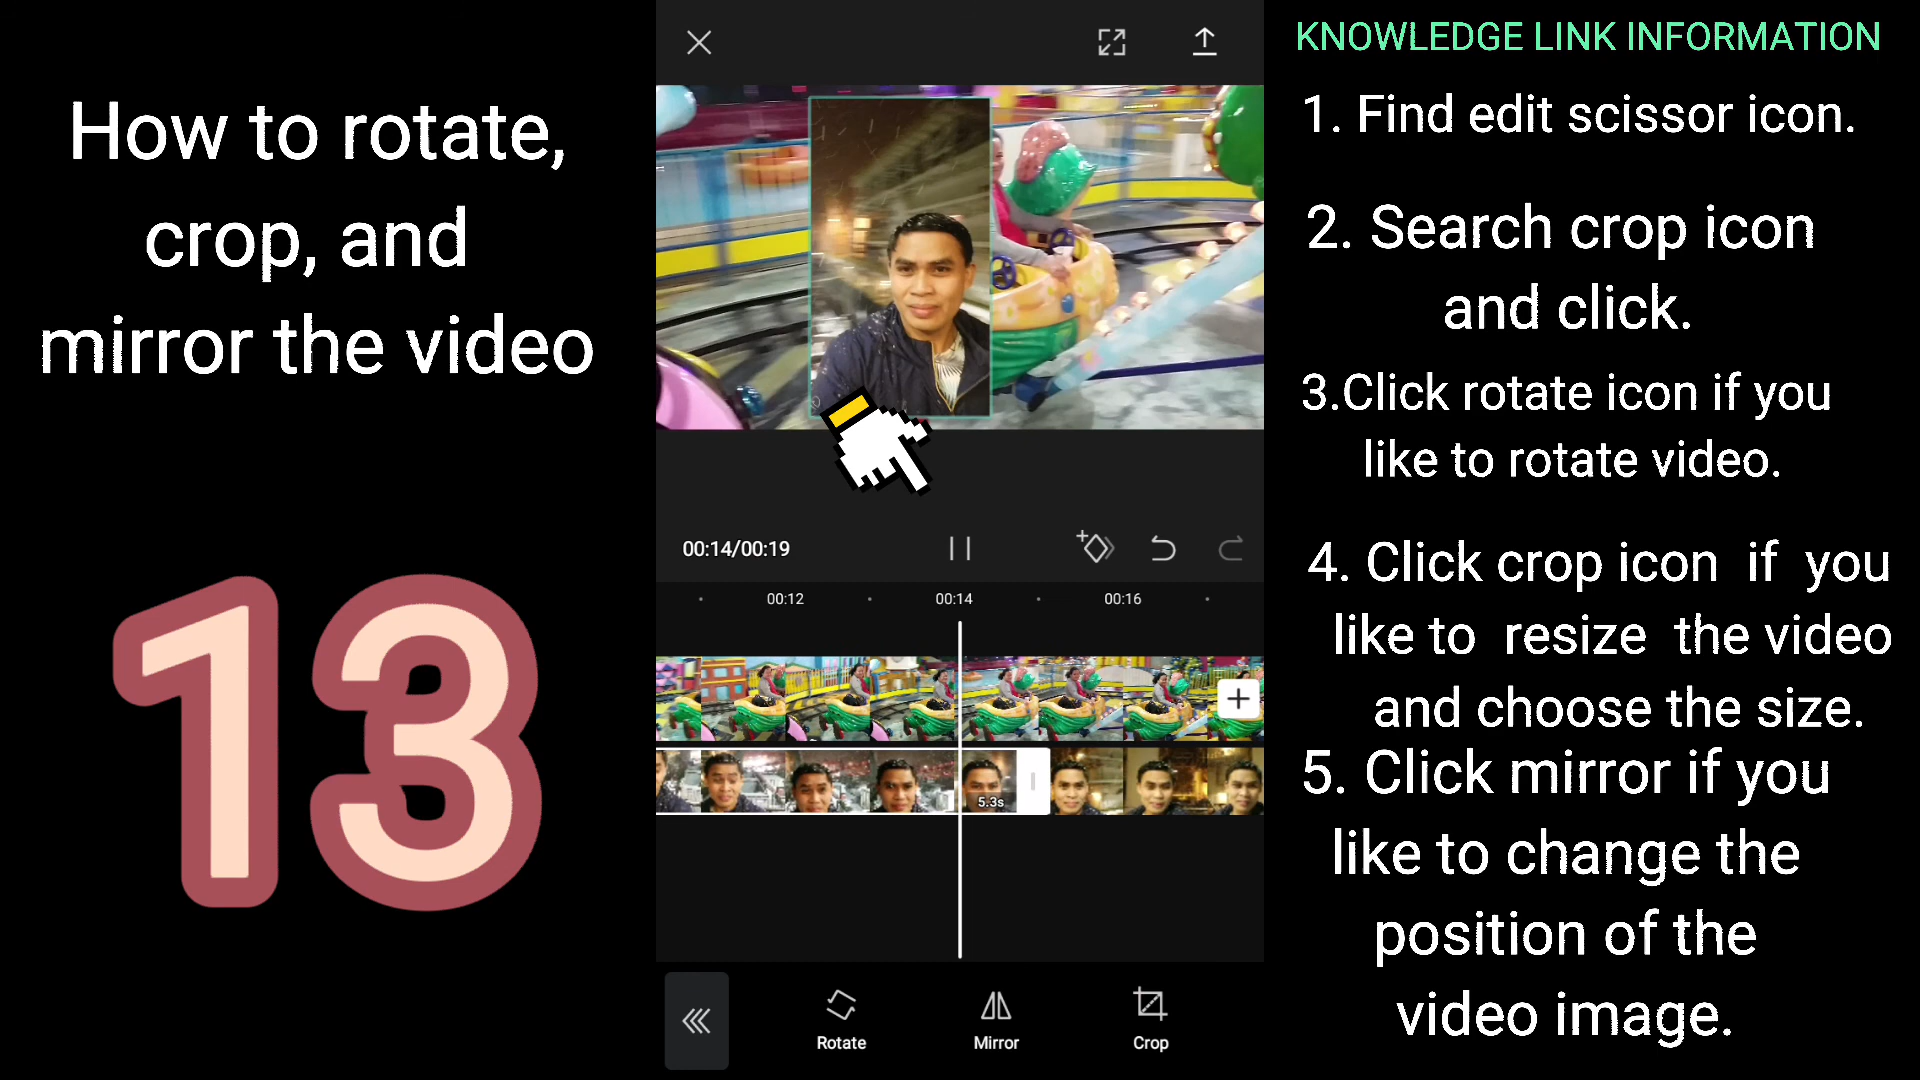 How to rotate,
crop, and
mirror the video
13
00:14/00:19
00:12
00:14
00:16
5.3s
Rotate
Mirror
Crop
KNOWLEDGE LINK INFORMATION
1. Find edit scissor icon.
2. Search crop icon
and click.
3.Click rotate icon if you
like to rotate video.
4. Click crop icon if you
like to resize the video
and choose the size.
5. Click mirror if you
like to change the
position of the
video image.